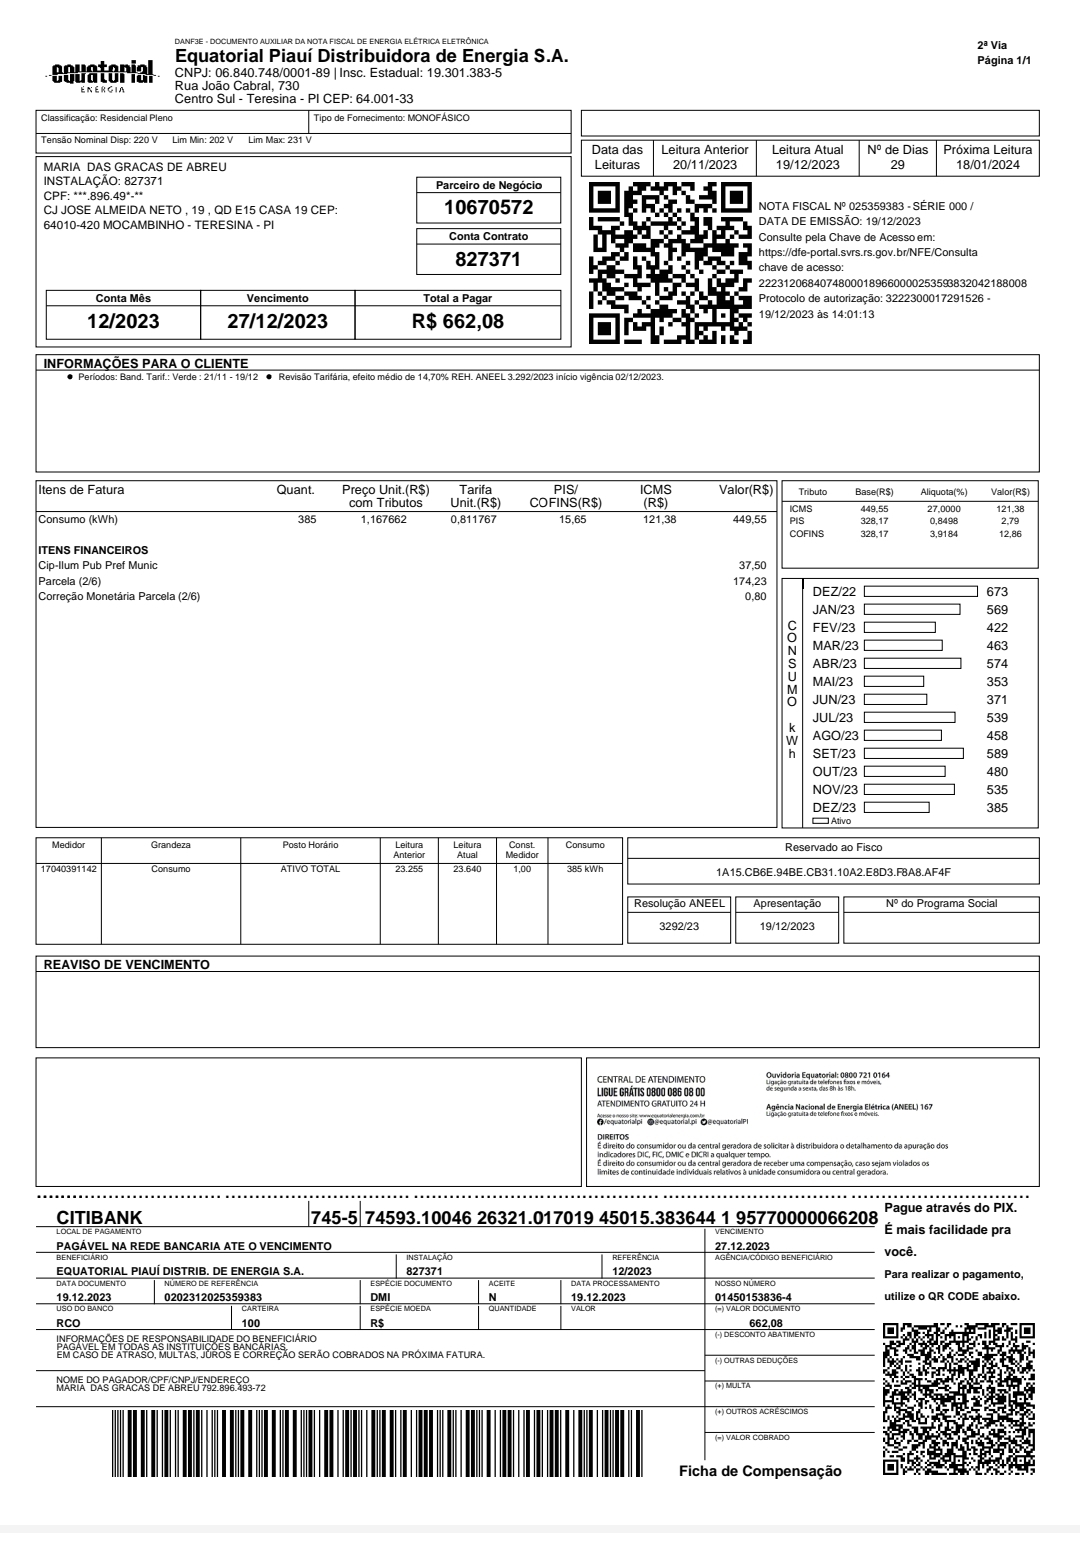 DANF3E - DOCUMENTO AUXILIAR DA NOTA FISCAL DE ENERGIA ELÉTRICA ELETRÔNICA
equatorial
ENERGIA
Equatorial Piauí Distribuidora de Energia S.A.
CNPJ: 06.840.748/0001-89 | Insc. Estadual: 19.301.383-5
Rua João Cabral, 730
Centro Sul - Teresina - PI CEP: 64.001-33
2ª Via
Página 1/1
Classificação: Residencial Pleno
Tipo de Fornecimento: MONOFÁSICO
Tensão Nominal Disp: 220 V Lim Min: 202 V Lim Max: 231 V
Data das Leituras
Leitura Anterior 20/11/2023
Leitura Atual 19/12/2023
Nº de Dias 29
Próxima Leitura 18/01/2024
MARIA DAS GRACAS DE ABREU
INSTALAÇÃO: 827371
CPF: ***.896.49*-**
CJ JOSE ALMEIDA NETO , 19 , QD E15 CASA 19 CEP:
64010-420 MOCAMBINHO - TERESINA - PI
Parceiro de Negócio
10670572
Conta Contrato
827371
Conta Mês Vencimento Total a Pagar
12/2023 27/12/2023 R$ 662,08
NOTA FISCAL Nº 025359383 - SÉRIE 000 /
DATA DE EMISSÃO: 19/12/2023
Consulte pela Chave de Acesso em:
https://dfe-portal.svrs.rs.gov.br/NFE/Consulta
chave de acesso:
22231206840748000189660000253593832042188008
Protocolo de autorização: 3222300017291526 -
19/12/2023 às 14:01:13
INFORMAÇÕES PARA O CLIENTE
● Períodos: Band. Tarif.: Verde : 21/11 - 19/12 ● Revisão Tarifária, efeito médio de 14,70% REH. ANEEL 3.292/2023 início vigência 02/12/2023.
Itens de Fatura Quant. Preço Unit.(R$) com Tributos Tarifa Unit.(R$) PIS/ COFINS(R$) ICMS (R$) Valor(R$)
Consumo (kWh) 385 1,167662 0,811767 15,65 121,38 449,55
ITENS FINANCEIROS
Cip-Ilum Pub Pref Munic 37,50
Parcela (2/6) 174,23
Correção Monetária Parcela (2/6) 0,80
Tributo Base(R$) Aliquota(%) Valor(R$)
ICMS 449,55 27,0000 121,38
PIS 328,17 0,8498 2,79
COFINS 328,17 3,9184 12,86
CONSUMO kWh
DEZ/22 673
JAN/23 569
FEV/23 422
MAR/23 463
ABR/23 574
MAI/23 353
JUN/23 371
JUL/23 539
AGO/23 458
SET/23 589
OUT/23 480
NOV/23 535
DEZ/23 385
Ativo
Medidor Grandeza Posto Horário Leitura Anterior Leitura Atual Const. Medidor Consumo
17040391142 Consumo ATIVO TOTAL 23.255 23.640 1,00 385 kWh
Reservado ao Fisco
1A15.CB6E.94BE.CB31.10A2.E8D3.F8A8.AF4F
Resolução ANEEL Apresentação Nº do Programa Social
3292/23 19/12/2023
REAVISO DE VENCIMENTO
CENTRAL DE ATENDIMENTO
LIGUE GRÁTIS 0800 086 08 00
ATENDIMENTO GRATUITO 24 H
Acesse o nosso site: www.equatorialenergia.com.br
/equatorialpi @equatorial.pi @equatorialPI
Ouvidoria Equatorial: 0800 721 0164
Ligação gratuita de telefones fixos e móveis,
de segunda a sexta, das 8h às 18h.
Agência Nacional de Energia Elétrica (ANEEL) 167
Ligação gratuita de telefones fixos e móveis.
DIREITOS
É direito do consumidor ou da central geradora de solicitar à distribuidora o detalhamento da apuração dos
indicadores DIC, FIC, DMIC e DICRI a qualquer tempo.
É direito do consumidor ou da central geradora de receber uma compensação, caso sejam violados os
limites de continuidade individuais relativos à unidade consumidora ou central geradora.
CITIBANK 745-5 74593.10046 26321.017019 45015.383644 1 95770000066208
LOCAL DE PAGAMENTO
PAGÁVEL NA REDE BANCARIA ATE O VENCIMENTO
VENCIMENTO
27.12.2023
BENEFICIÁRIO INSTALAÇÃO REFERÊNCIA AGÊNCIA/CÓDIGO BENEFICIÁRIO
EQUATORIAL PIAUÍ DISTRIB. DE ENERGIA S.A. 827371 12/2023
DATA DOCUMENTO NÚMERO DE REFERÊNCIA ESPÉCIE DOCUMENTO ACEITE DATA PROCESSAMENTO NOSSO NÚMERO
19.12.2023 0202312025359383 DMI N 19.12.2023 01450153836-4
USO DO BANCO CARTEIRA ESPÉCIE MOEDA QUANTIDADE VALOR (=) VALOR DOCUMENTO
RCO 100 R$ 662,08
INFORMAÇÕES DE RESPONSABILIDADE DO BENEFICIÁRIO
PAGÁVEL EM TODAS AS INSTITUIÇÕES BANCÁRIAS.
EM CASO DE ATRASO, MULTAS, JUROS E CORREÇÃO SERÃO COBRADOS NA PRÓXIMA FATURA.
(-) DESCONTO ABATIMENTO
(-) OUTRAS DEDUÇÕES
NOME DO PAGADOR/CPF/CNPJ/ENDEREÇO
MARIA DAS GRACAS DE ABREU 792.896.493-72
(+) MULTA
(+) OUTROS ACRÉSCIMOS
(=) VALOR COBRADO
Ficha de Compensação
Pague através do PIX.
É mais facilidade pra
você.
Para realizar o pagamento,
utilize o QR CODE abaixo.